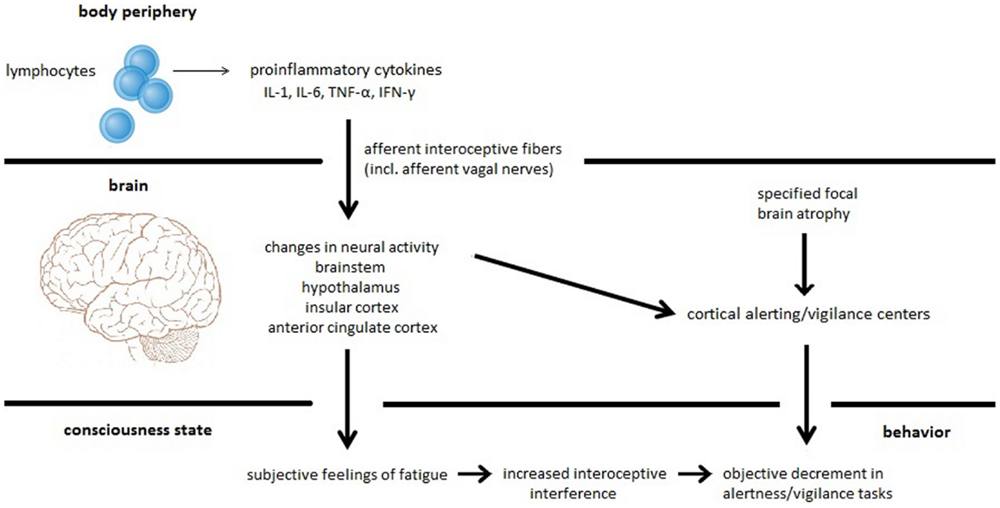 body periphery
lymphocytes
proinflammatory cytokines
IL-1, IL-6, TNF-α, IFN-γ
afferent interoceptive fibers
(incl. afferent vagal nerves)
brain
specified focal
brain atrophy
changes in neural activity
brainstem
hypothalamus
insular cortex
anterior cingulate cortex
cortical alerting/vigilance centers
consciousness state
behavior
subjective feelings of fatigue
increased interoceptive
interference
objective decrement in
alertness/vigilance tasks